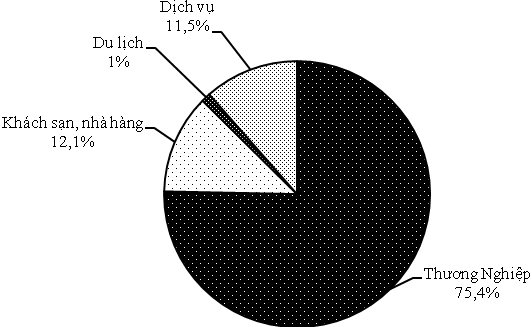 Dịch vụ
11,5%
Du lịch
1%
Khách sạn, nhà hàng
12,1%
Thương Nghiệp
75,4%